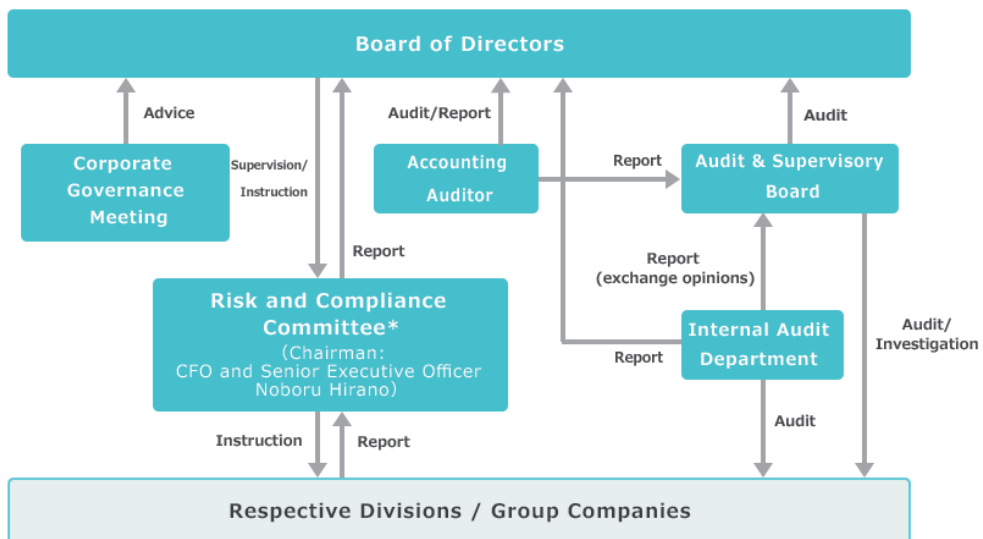 Board of Directors
Advice
Audit/Report
Audit
Corporate
Governance
Meeting
Supervision/
Instruction
Accounting
Auditor
Report
Audit & Supervisory
Board
Report
Report
(exchange opinions)
Risk and Compliance
Committee*
(Chairman:
CFO and Senior Executive Officer
Noboru Hirano)
Internal Audit
Department
Report
Audit/
Investigation
Instruction
Report
Audit
Respective Divisions / Group Companies